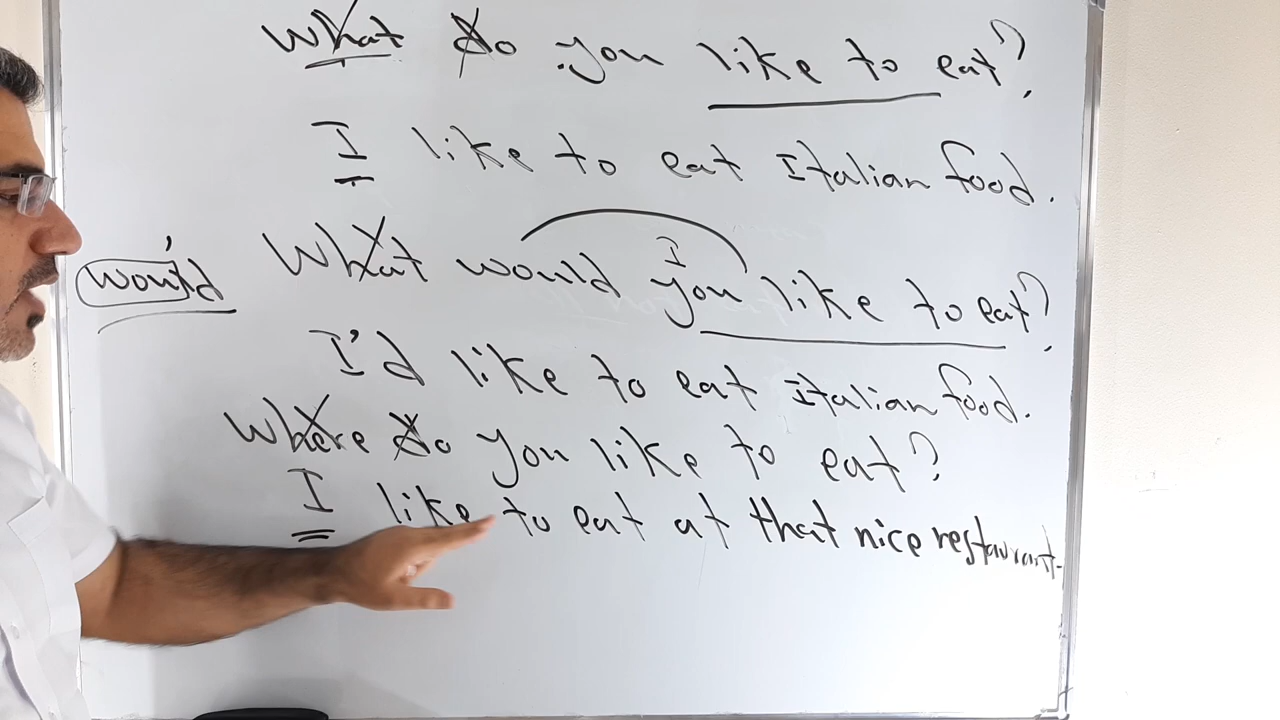 What do you like to eat?
I like to eat Italian food.
What would you like to eat?
I
would
I'd like to eat Italian food.
Where do you like to eat?
I like to eat at that nice restaurant.